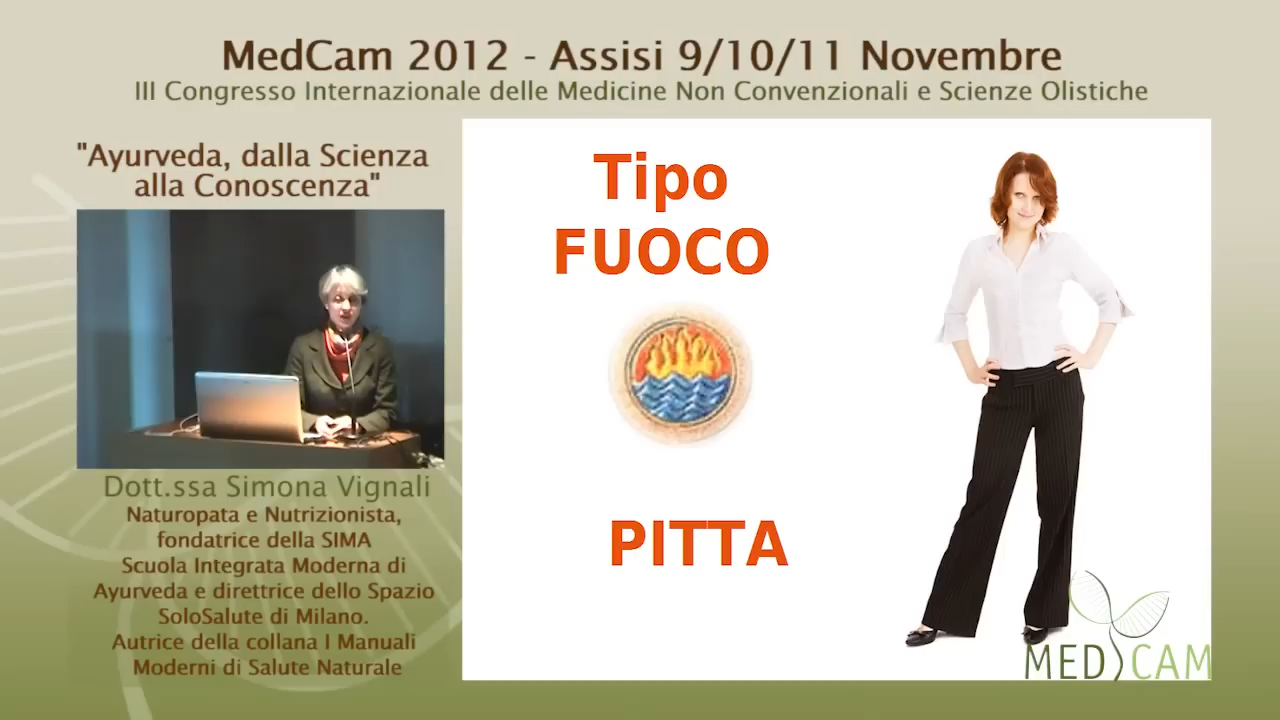 MedCam 2012 - Assisi 9/10/11 Novembre
III Congresso Internazionale delle Medicine Non Convenzionali e Scienze Olistiche
"Ayurveda, dalla Scienza
alla Conoscenza"
Dott.ssa Simona Vignali
Naturopata e Nutrizionista,
fondatrice della SIMA
Scuola Integrata Moderna di
Ayurveda e direttrice dello Spazio
SoloSalute di Milano.
Autrice della collana I Manuali
Moderni di Salute Naturale
Tipo
FUOCO
PITTA
MEDCAM